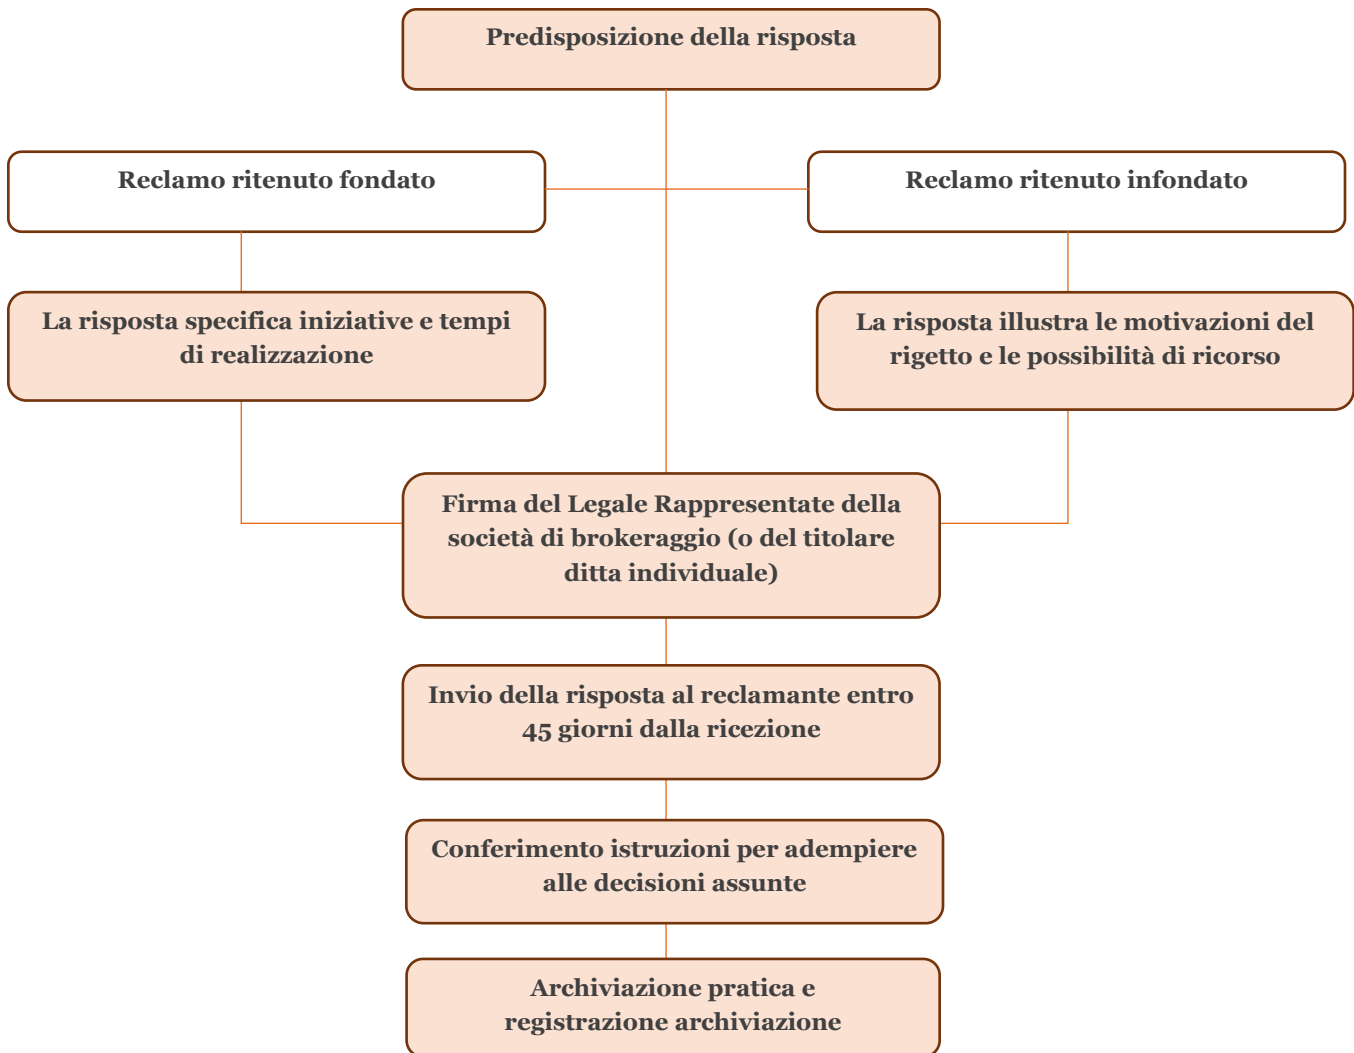 Predisposizione della risposta
Reclamo ritenuto fondato
Reclamo ritenuto infondato
La risposta specifica iniziative e tempi
di realizzazione
La risposta illustra le motivazioni del
rigetto e le possibilità di ricorso
Firma del Legale Rappresentate della
società di brokeraggio (o del titolare
ditta individuale)
Invio della risposta al reclamante entro
45 giorni dalla ricezione
Conferimento istruzioni per adempiere
alle decisioni assunte
Archiviazione pratica e
registrazione archiviazione